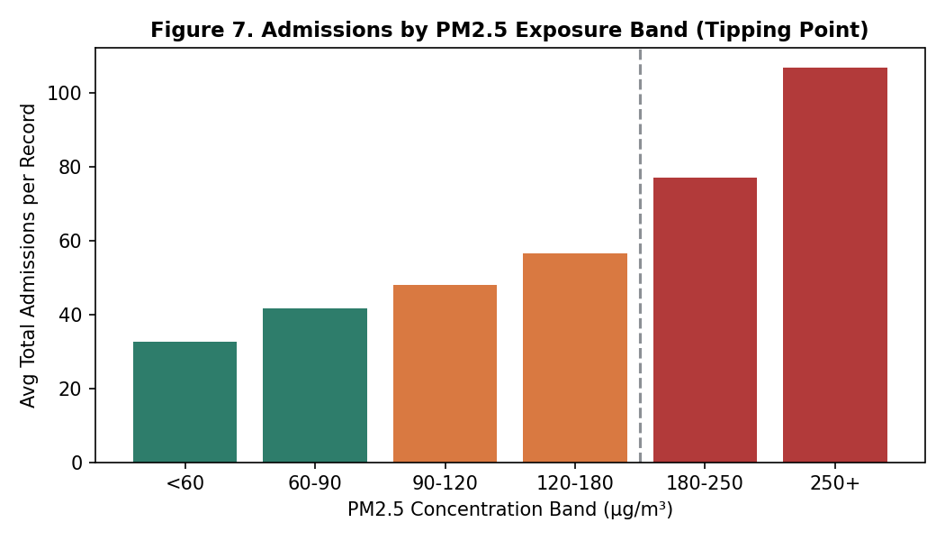 Figure 7. Admissions by PM2.5 Exposure Band (Tipping Point)
Avg Total Admissions per Record
100
80
60
40
20
0
<60 60-90 90-120 120-180 180-250 250+
PM2.5 Concentration Band (µg/m³)